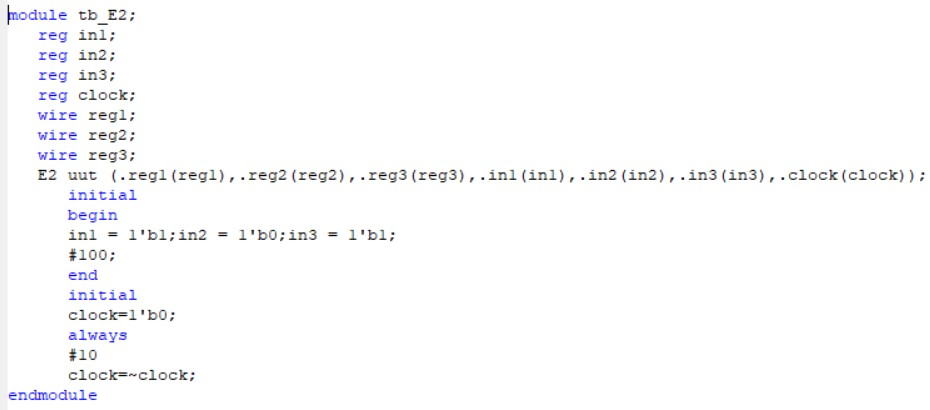 module tb_E2;
reg in1;
reg in2;
reg in3;
reg clock;
wire reg1;
wire reg2;
wire reg3;
E2 uut (.reg1(reg1),.reg2(reg2),.reg3(reg3),.in1(in1),.in2(in2),.in3(in3),.clock(clock));
initial
begin
in1 = 1'b1;in2 = 1'b0;in3 = 1'b1;
#100;
end
initial
clock=1'b0;
always
#10
clock=~clock;
endmodule